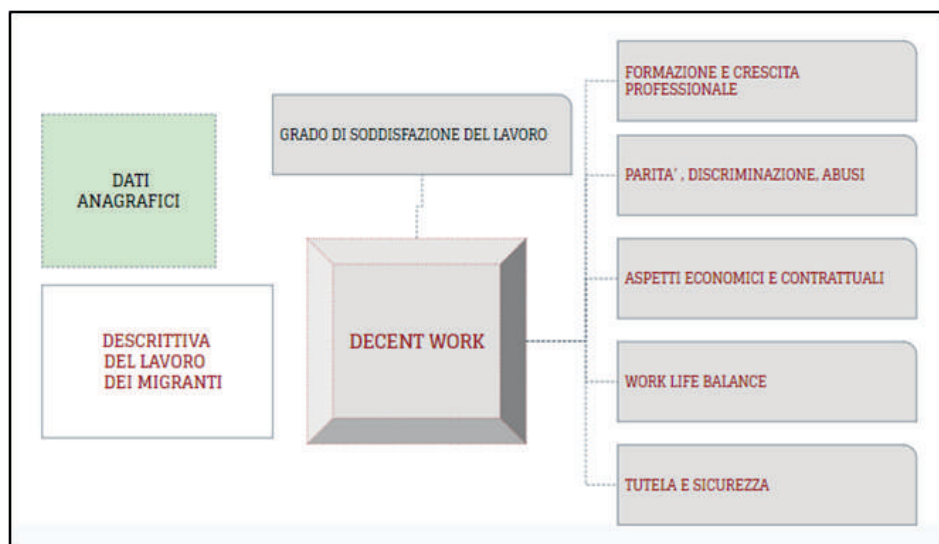 DATI
ANAGRAFICI
DESCRITTIVA
DEL LAVORO
DEI MIGRANTI
GRADO DI SODDISFAZIONE DEL LAVORO
DECENT WORK
FORMAZIONE E CRESCITA
PROFESSIONALE
PARITA’ , DISCRIMINAZIONE, ABUSI
ASPETTI ECONOMICI E CONTRATTUALI
WORK LIFE BALANCE
TUTELA E SICUREZZA